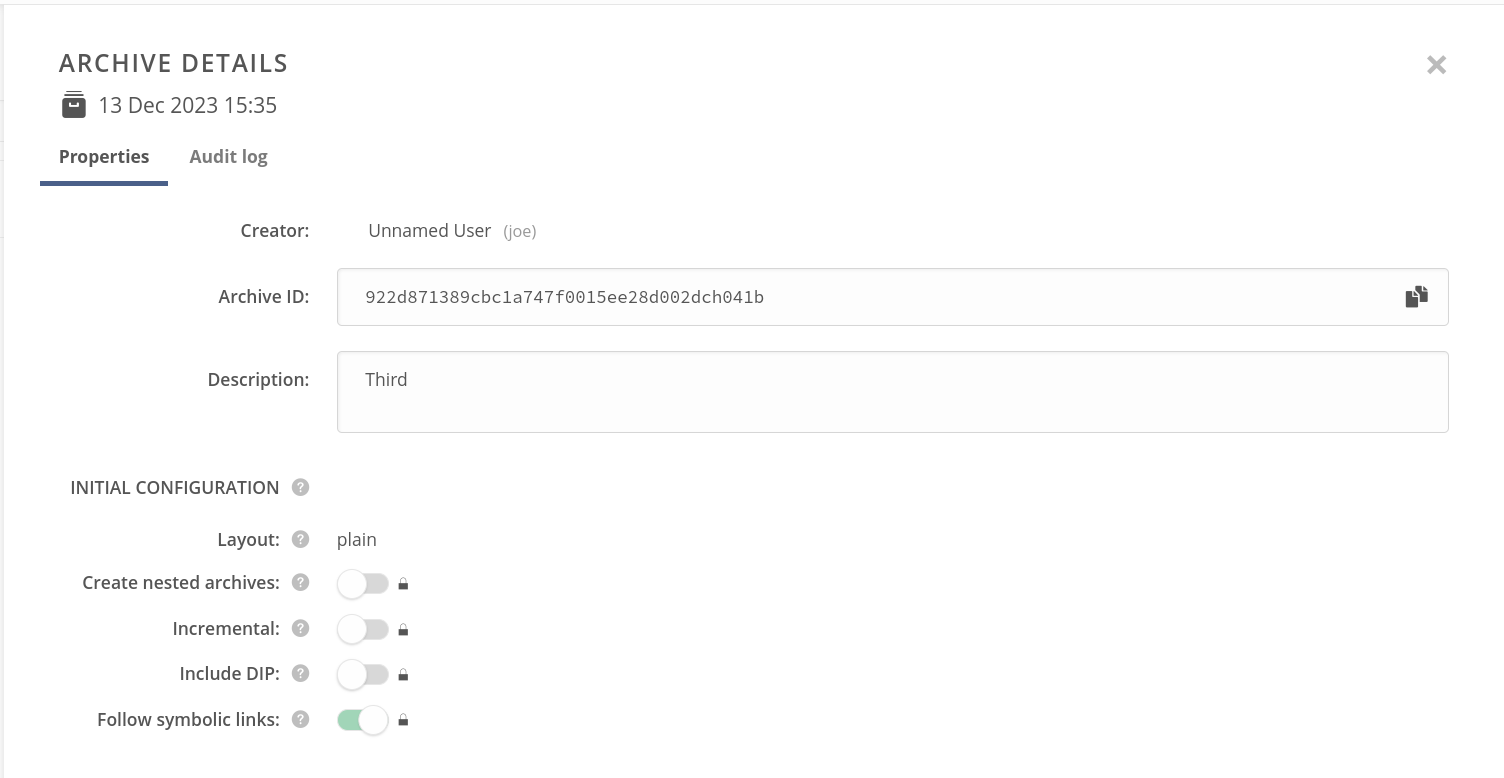 ARCHIVE DETAILS
13 Dec 2023 15:35
Properties Audit log
Creator: Unnamed User (joe)
Archive ID: 922d871389cbc1a747f0015ee28d002dch041b
Description: Third
INITIAL CONFIGURATION ?
Layout: ? plain
Create nested archives: ?
Incremental: ?
Include DIP: ?
Follow symbolic links: ?